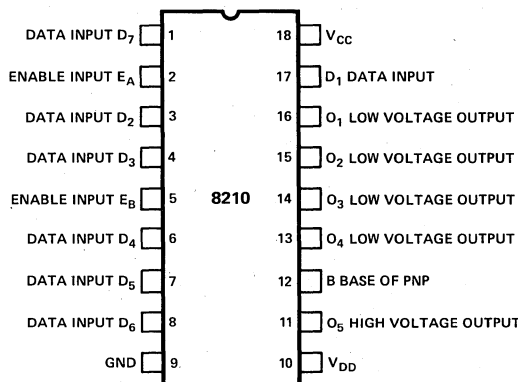 DATA INPUT D7 1 18 VCC
ENABLE INPUT EA 2 17 D1 DATA INPUT
DATA INPUT D2 3 16 O1 LOW VOLTAGE OUTPUT
DATA INPUT D3 4 15 O2 LOW VOLTAGE OUTPUT
ENABLE INPUT EB 5 8210 14 O3 LOW VOLTAGE OUTPUT
DATA INPUT D4 6 13 O4 LOW VOLTAGE OUTPUT
DATA INPUT D5 7 12 B BASE OF PNP
DATA INPUT D6 8 11 O5 HIGH VOLTAGE OUTPUT
GND 9 10 VDD